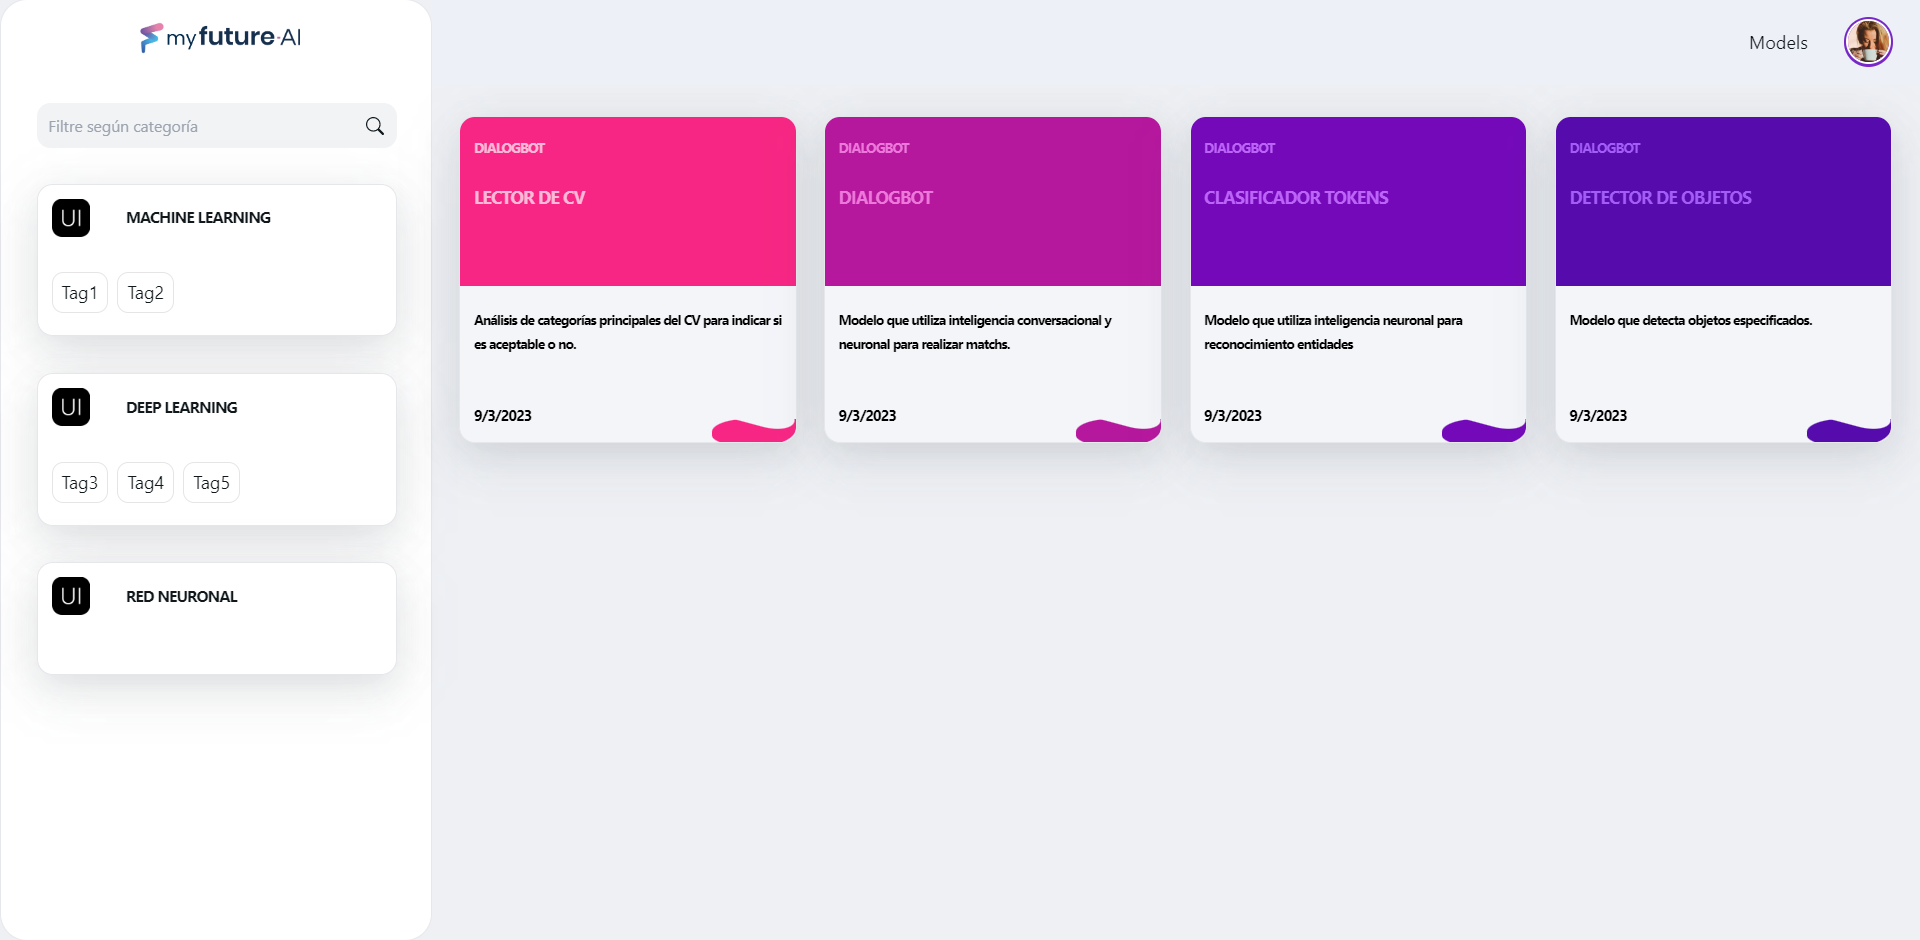 myfuture·AI
Models
Filtre según categoría
UI MACHINE LEARNING
Tag1 Tag2
UI DEEP LEARNING
Tag3 Tag4 Tag5
UI RED NEURONAL
DIALOGBOT
LECTOR DE CV
Análisis de categorías principales del CV para indicar si
es aceptable o no.
9/3/2023
DIALOGBOT
DIALOGBOT
Modelo que utiliza inteligencia conversacional y
neuronal para realizar matchs.
9/3/2023
DIALOGBOT
CLASIFICADOR TOKENS
Modelo que utiliza inteligencia neuronal para
reconocimiento entidades
9/3/2023
DIALOGBOT
DETECTOR DE OBJETOS
Modelo que detecta objetos especificados.
9/3/2023